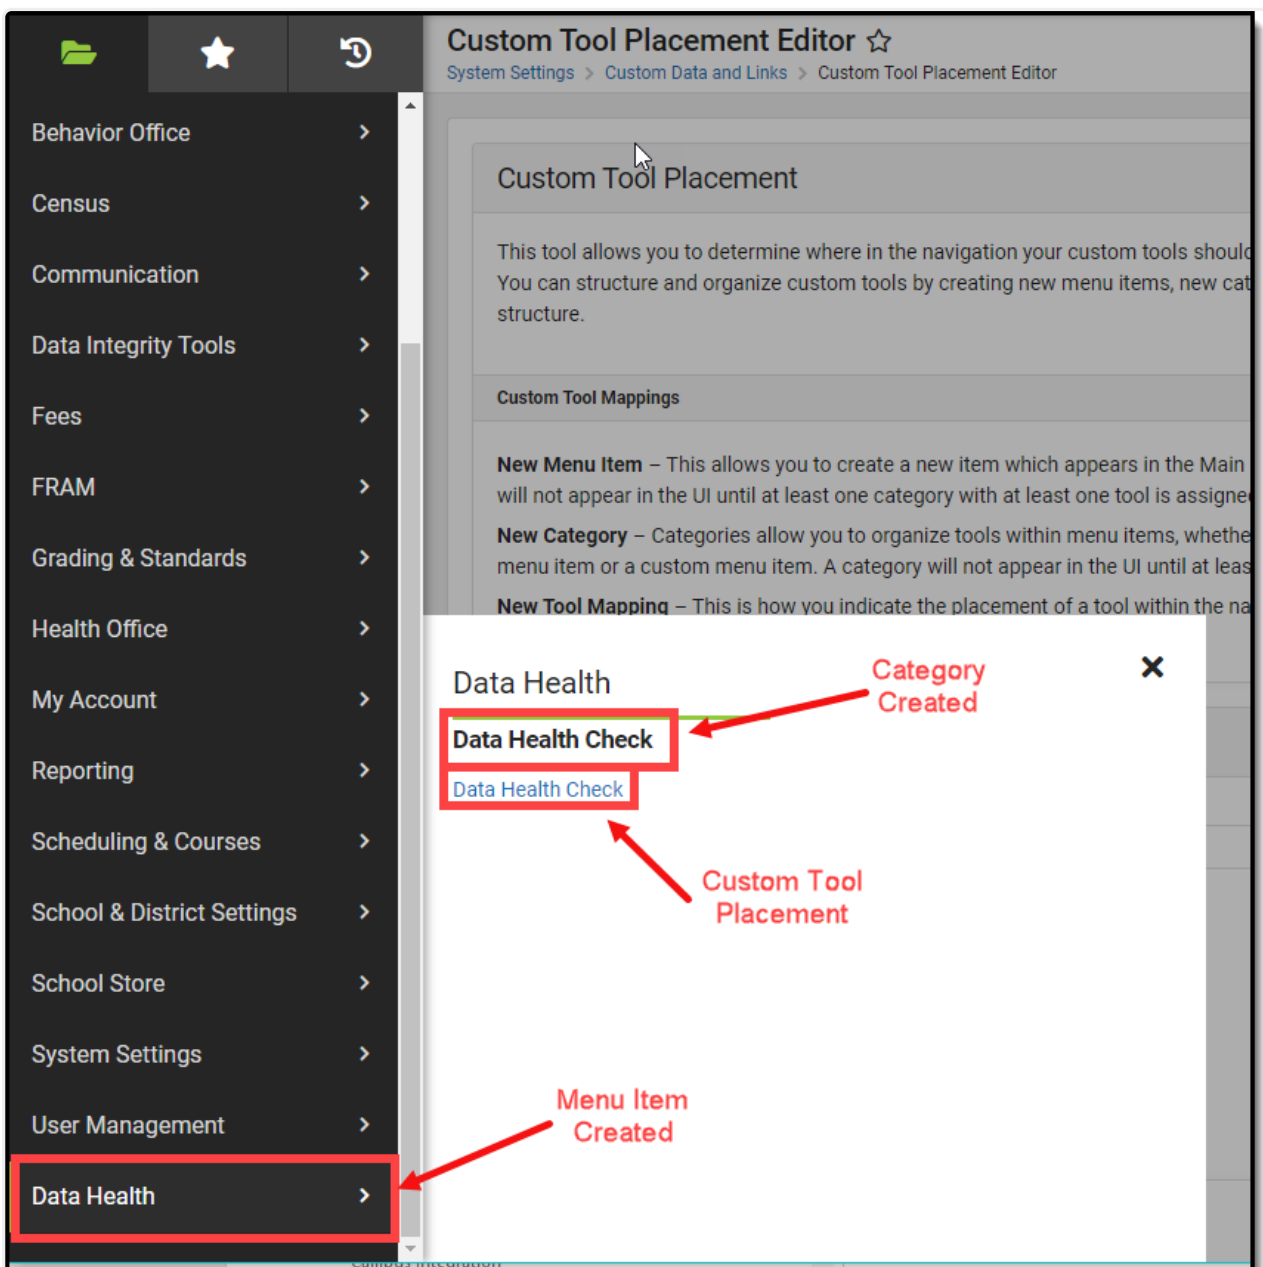 Custom Tool Placement Editor
System Settings > Custom Data and Links > Custom Tool Placement Editor
Behavior Office
Census
Communication
Data Integrity Tools
Fees
FRAM
Grading & Standards
Health Office
My Account
Reporting
Scheduling & Courses
School & District Settings
School Store
System Settings
User Management
Data Health
Custom Tool Placement
This tool allows you to determine where in the navigation your custom tools should
You can structure and organize custom tools by creating new menu items, new cat
structure.
Custom Tool Mappings
New Menu Item – This allows you to create a new item which appears in the Main
will not appear in the UI until at least one category with at least one tool is assigned
New Category – Categories allow you to organize tools within menu items, whethe
menu item or a custom menu item. A category will not appear in the UI until at leas
New Tool Mapping – This is how you indicate the placement of a tool within the na
Data Health
Data Health Check
Data Health Check
Category
Created
Custom Tool
Placement
Menu Item
Created